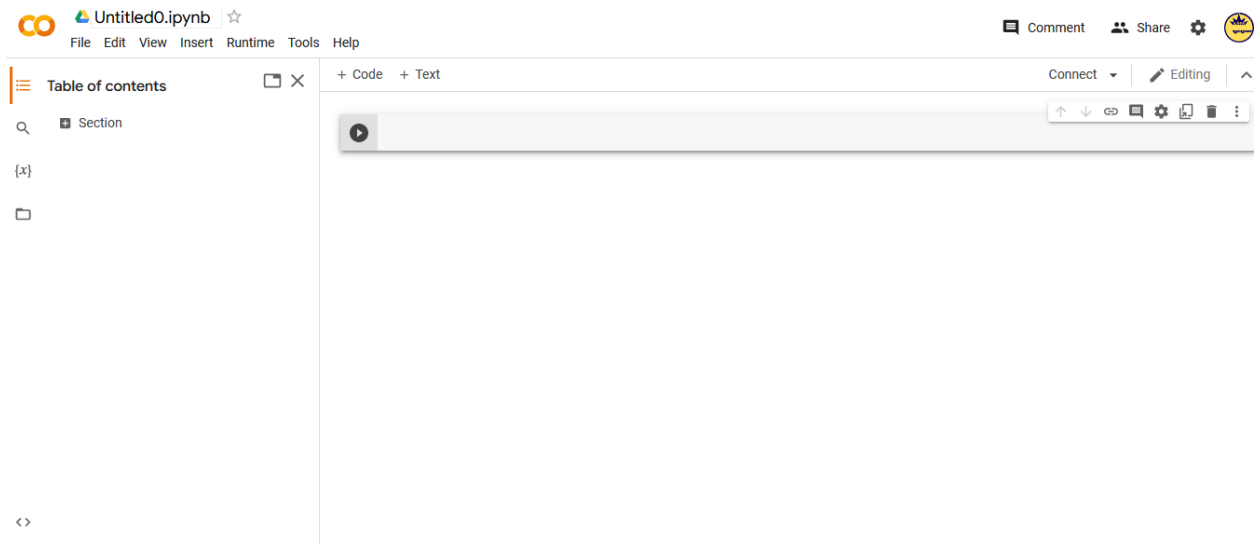 Untitled0.ipynb
Comment Share
File Edit View Insert Runtime Tools Help
Table of contents
+ Code + Text
Connect
Editing
Section
{x}